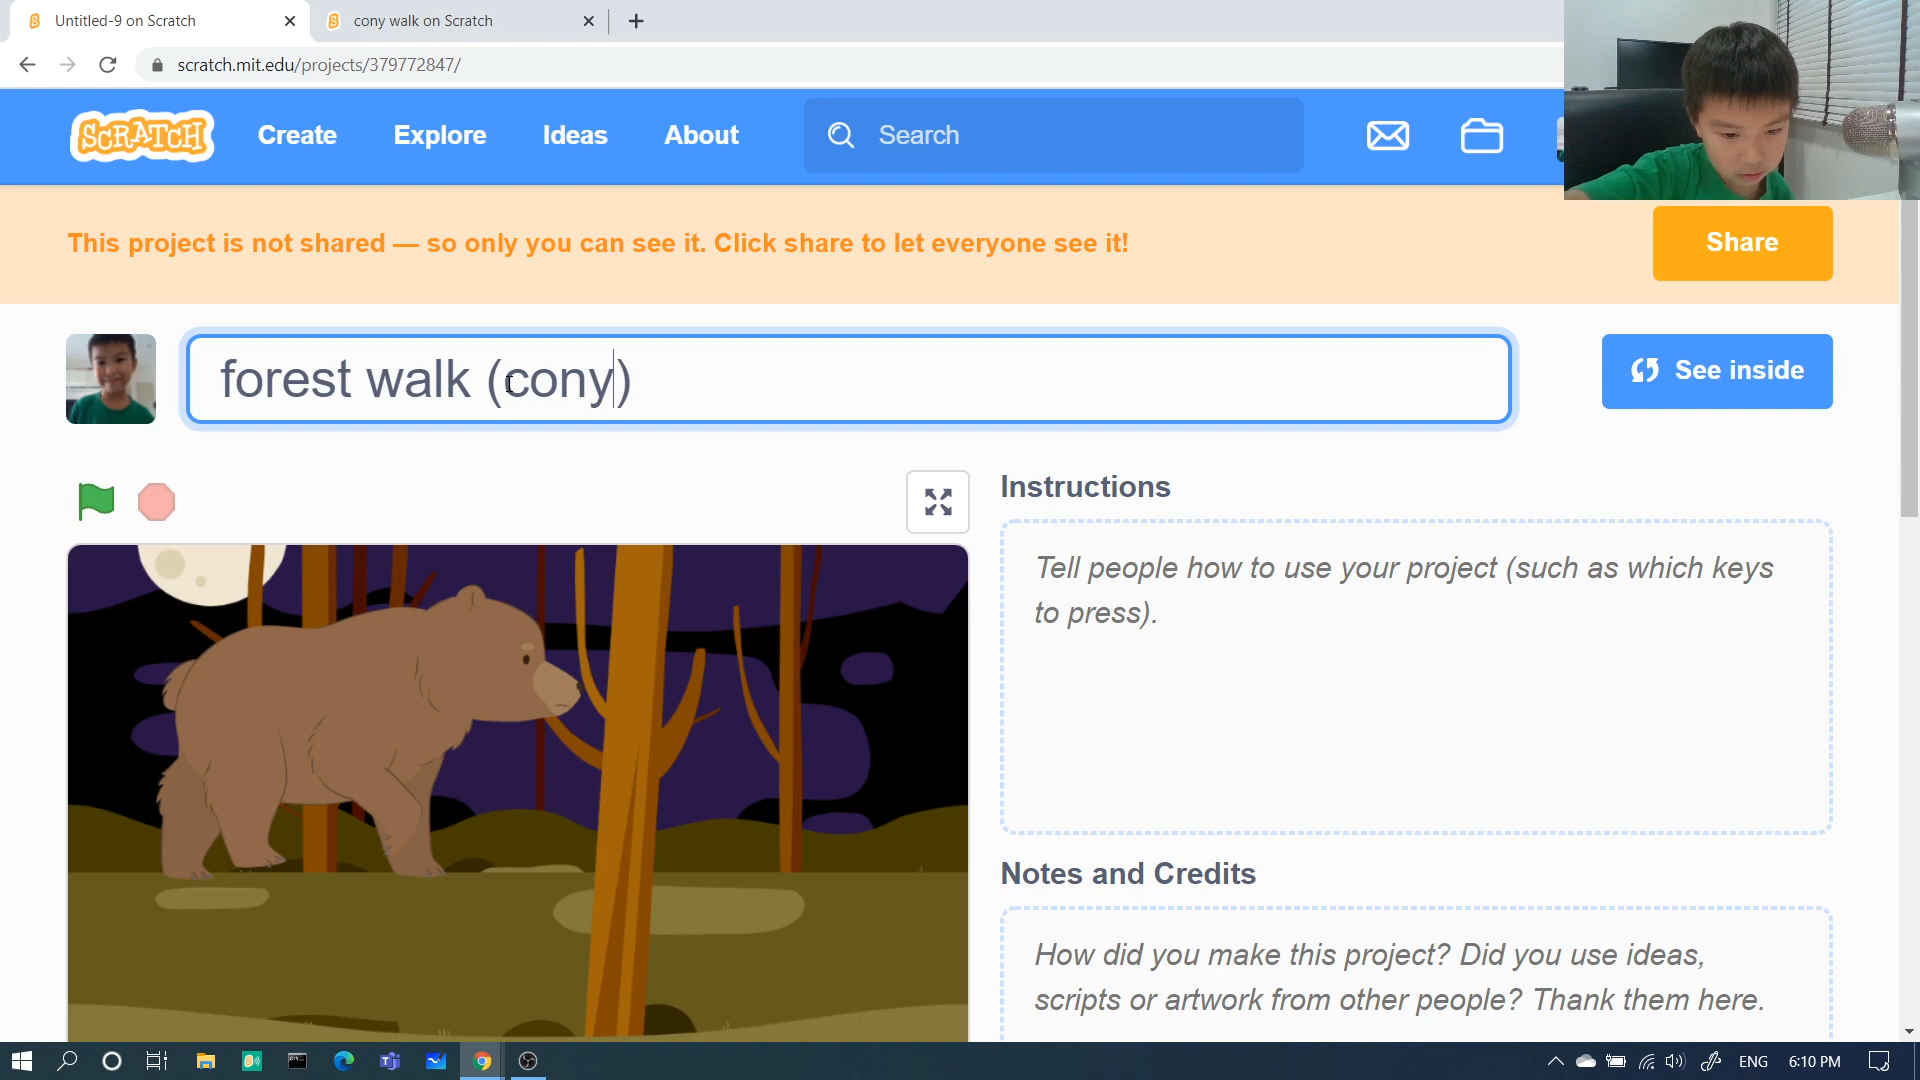 Untitled-9 on Scratch
cony walk on Scratch
scratch.mit.edu/projects/379772847/
SCRATCH
Create
Explore
Ideas
About
Search
This project is not shared — so only you can see it. Click share to let everyone see it!
Share
forest walk (cony)
See inside
Instructions
Tell people how to use your project (such as which keys
to press).
Notes and Credits
How did you make this project? Did you use ideas,
scripts or artwork from other people? Thank them here.
ENG
6:10 PM